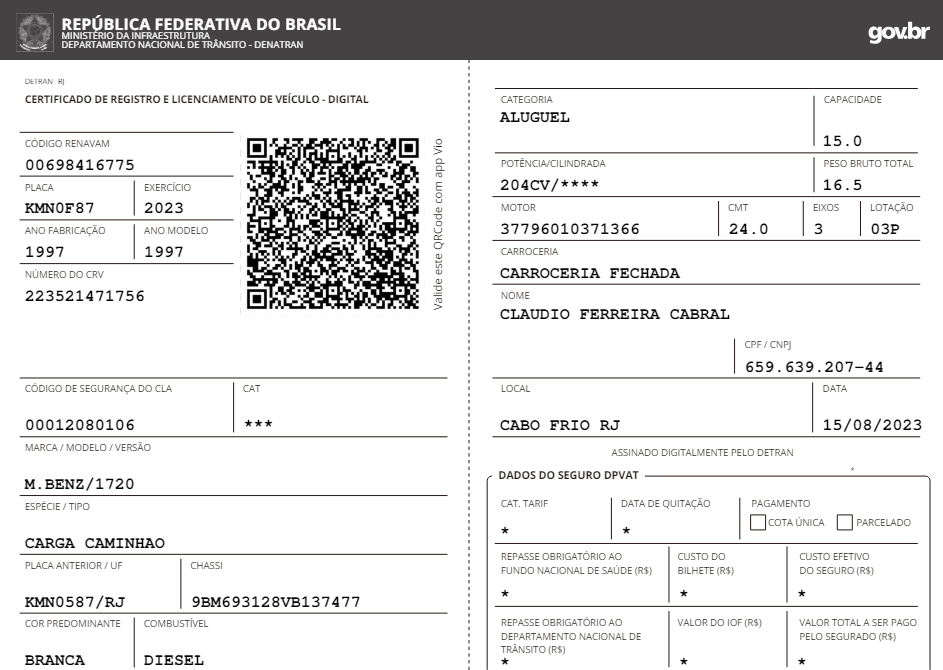 REPÚBLICA FEDERATIVA DO BRASIL
MINISTÉRIO DA INFRAESTRUTURA
DEPARTAMENTO NACIONAL DE TRÂNSITO - DENATRAN
gov.br
DETRAN- RJ
CERTIFICADO DE REGISTRO E LICENCIAMENTO DE VEÍCULO - DIGITAL
CÓDIGO RENAVAM
00698416775
PLACA EXERCÍCIO
KMN0F87 2023
ANO FABRICAÇÃO ANO MODELO
1997 1997
NÚMERO DO CRV
223521471756
Valide este QRCode com app Vio
CÓDIGO DE SEGURANÇA DO CLA CAT
00012080106 ***
MARCA / MODELO / VERSÃO
M.BENZ/1720
ESPÉCIE / TIPO
CARGA CAMINHAO
PLACA ANTERIOR / UF CHASSI
KMN0587/RJ 9BM693128VB137477
COR PREDOMINANTE COMBUSTÍVEL
BRANCA DIESEL
CATEGORIA CAPACIDADE
ALUGUEL
15.0
POTÊNCIA/CILINDRADA PESO BRUTO TOTAL
204CV/**** 16.5
MOTOR CMT EIXOS LOTAÇÃO
37796010371366 24.0 3 03P
CARROCERIA
CARROCERIA FECHADA
NOME
CLAUDIO FERREIRA CABRAL
CPF / CNPJ
659.639.207-44
LOCAL DATA
CABO FRIO RJ 15/08/2023
ASSINADO DIGITALMENTE PELO DETRAN
*
DADOS DO SEGURO DPVAT
CAT. TARIF DATA DE QUITAÇÃO PAGAMENTO
COTA ÚNICA PARCELADO
* *
REPASSE OBRIGATÓRIO AO CUSTO DO CUSTO EFETIVO
FUNDO NACIONAL DE SAÚDE (R$) BILHETE (R$) DO SEGURO (R$)
* * *
REPASSE OBRIGATÓRIO AO VALOR DO IOF (R$) VALOR TOTAL A SER PAGO
DEPARTAMENTO NACIONAL DE PELO SEGURADO (R$)
TRÂNSITO (R$)
* * *